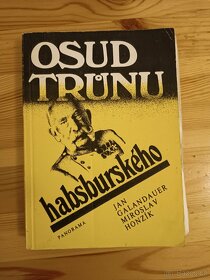 OSUD
TRŮNU
habsburského
JAN
GALANDAUER
MIROSLAV
HONZÍK
PANORAMA